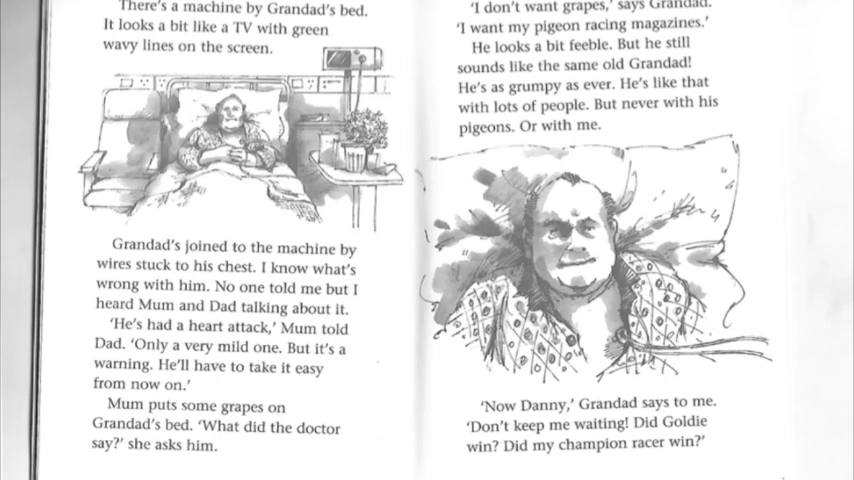 There's a machine by Grandad's bed.
It looks a bit like a TV with green
wavy lines on the screen.
Grandad's joined to the machine by
wires stuck to his chest. I know what's
wrong with him. No one told me but I
heard Mum and Dad talking about it.
'He's had a heart attack,' Mum told
Dad. 'Only a very mild one. But it's a
warning. He'll have to take it easy
from now on.'
Mum puts some grapes on
Grandad's bed. 'What did the doctor
say?' she asks him.
'I don't want grapes,' says Grandad.
'I want my pigeon racing magazines.'
He looks a bit feeble. But he still
sounds like the same old Grandad!
He's as grumpy as ever. He's like that
with lots of people. But never with his
pigeons. Or with me.
'Now Danny,' Grandad says to me.
'Don't keep me waiting! Did Goldie
win? Did my champion racer win?'